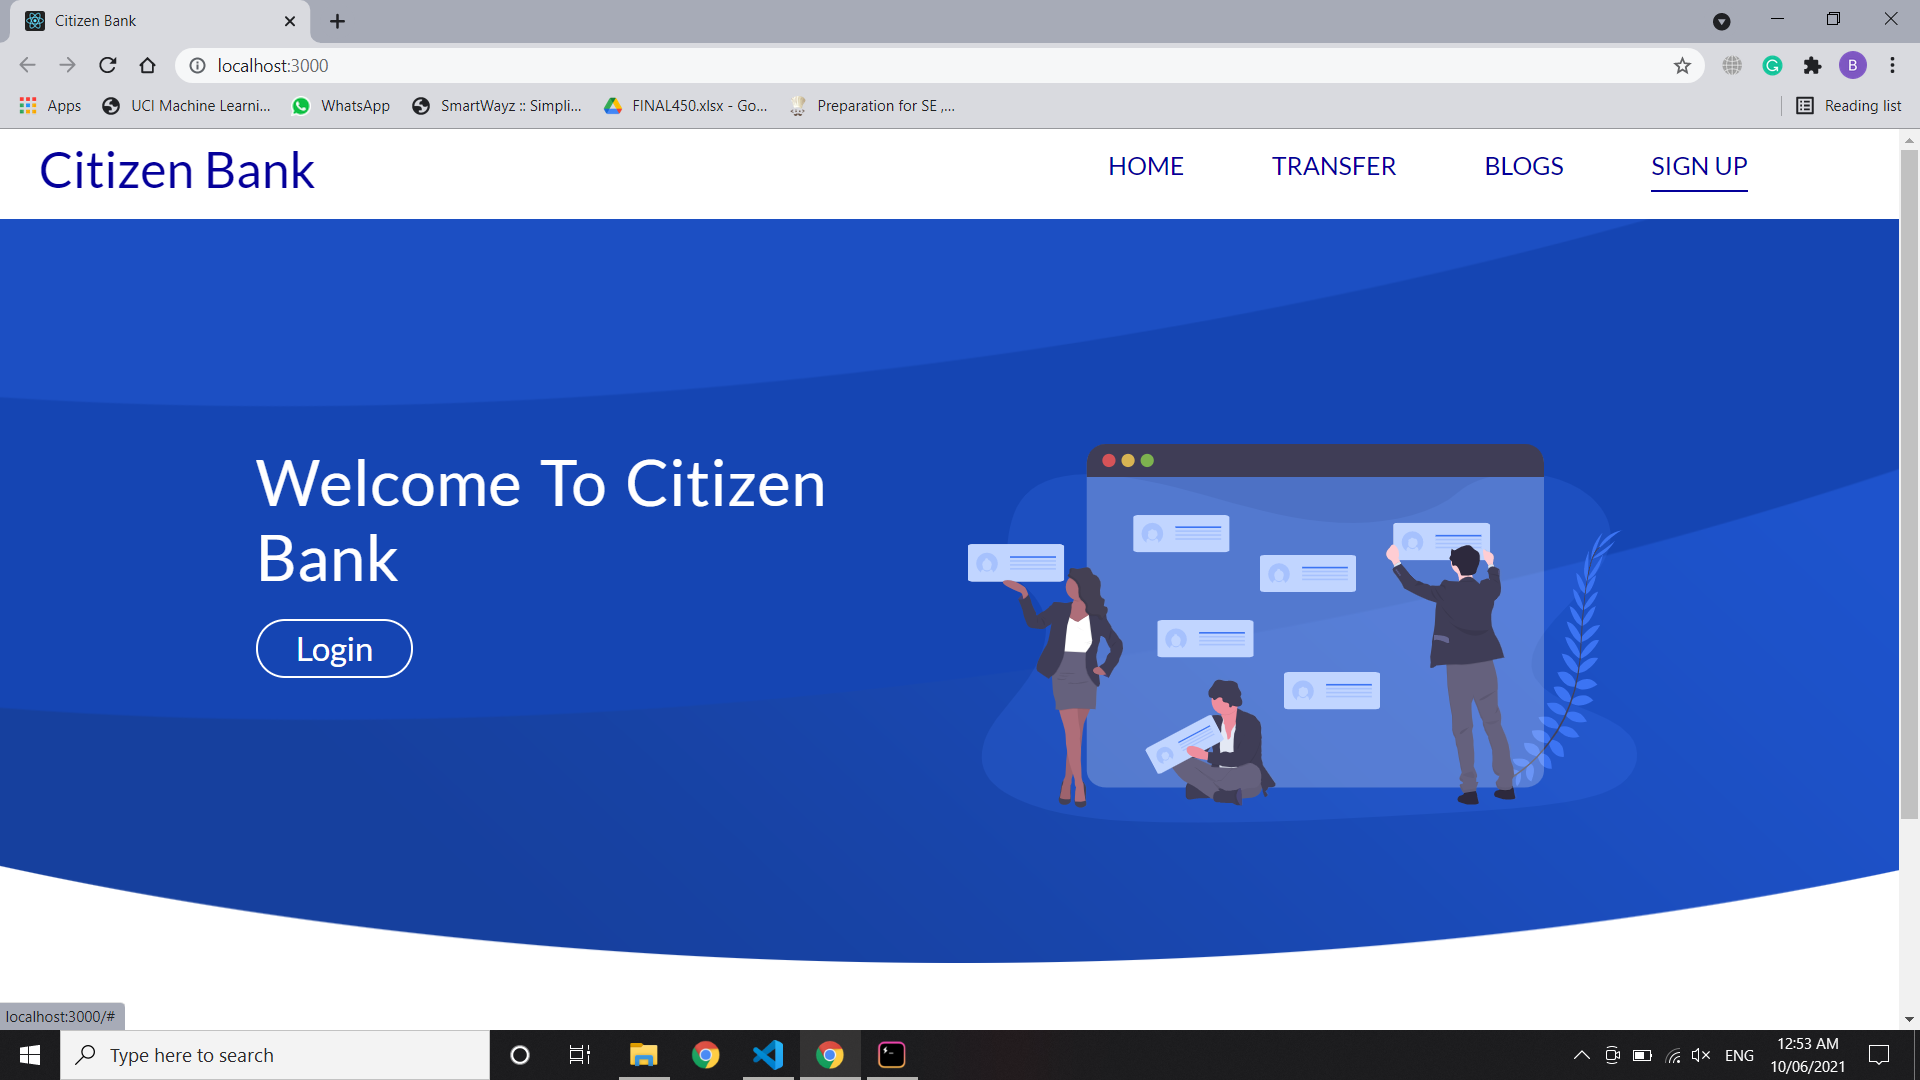 Citizen Bank
localhost:3000
B
Apps
UCI Machine Learni...
WhatsApp
SmartWayz :: Simpli...
FINAL450.xlsx - Go...
Preparation for SE ,...
Reading list
Citizen Bank
HOME
TRANSFER
BLOGS
SIGN UP
Welcome To Citizen
Bank
Login
localhost:3000/#
Type here to search
ENG
12:53 AM
10/06/2021